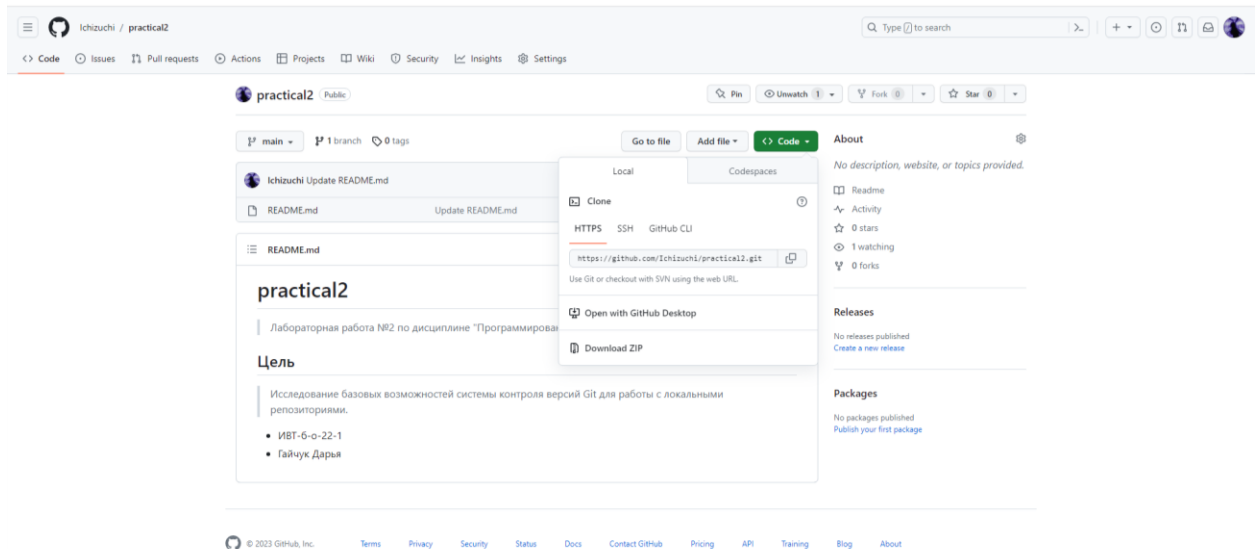 Ichizuchi / practical2
Type / to search
Code Issues Pull requests Actions Projects Wiki Security Insights Settings
practical2 Public
Pin Unwatch 1 Fork 0 Star 0
main 1 branch 0 tags
Go to file Add file Code
Ichizuchi Update README.md
README.md Update README.md
README.md
practical2
Лабораторная работа №2 по дисциплине "Программирован
Цель
Исследование базовых возможностей системы контроля версий Git для работы с локальными
репозиториями.
ИВТ-б-о-22-1
Гайчук Дарья
Local Codespaces
Clone
HTTPS SSH GitHub CLI
https://github.com/Ichizuchi/practical2.git
Use Git or checkout with SVN using the web URL.
Open with GitHub Desktop
Download ZIP
About
No description, website, or topics provided.
Readme
Activity
0 stars
1 watching
0 forks
Releases
No releases published
Create a new release
Packages
No packages published
Publish your first package
© 2023 GitHub, Inc. Terms Privacy Security Status Docs Contact GitHub Pricing API Training Blog About